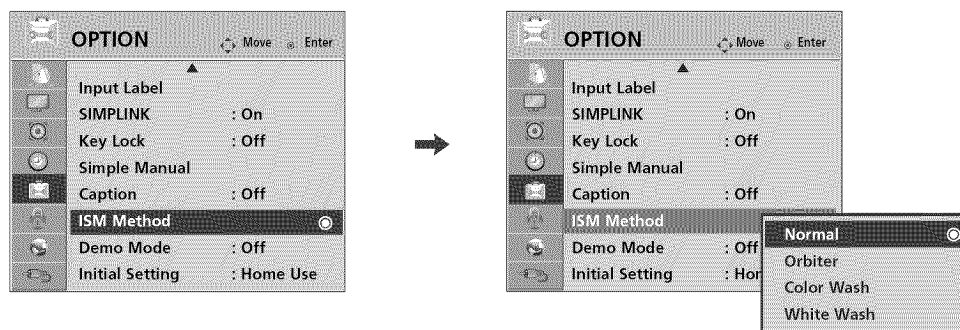 OPTION
Move Enter
Input Label
SIMPLINK : On
Key Lock : Off
Simple Manual
Caption : Off
ISM Method
Demo Mode : Off
Initial Setting : Home Use
OPTION
Move Enter
Input Label
SIMPLINK : On
Key Lock : Off
Simple Manual
Caption : Off
ISM Method
Demo Mode : Off
Initial Setting : Hor
Normal
Orbiter
Color Wash
White Wash